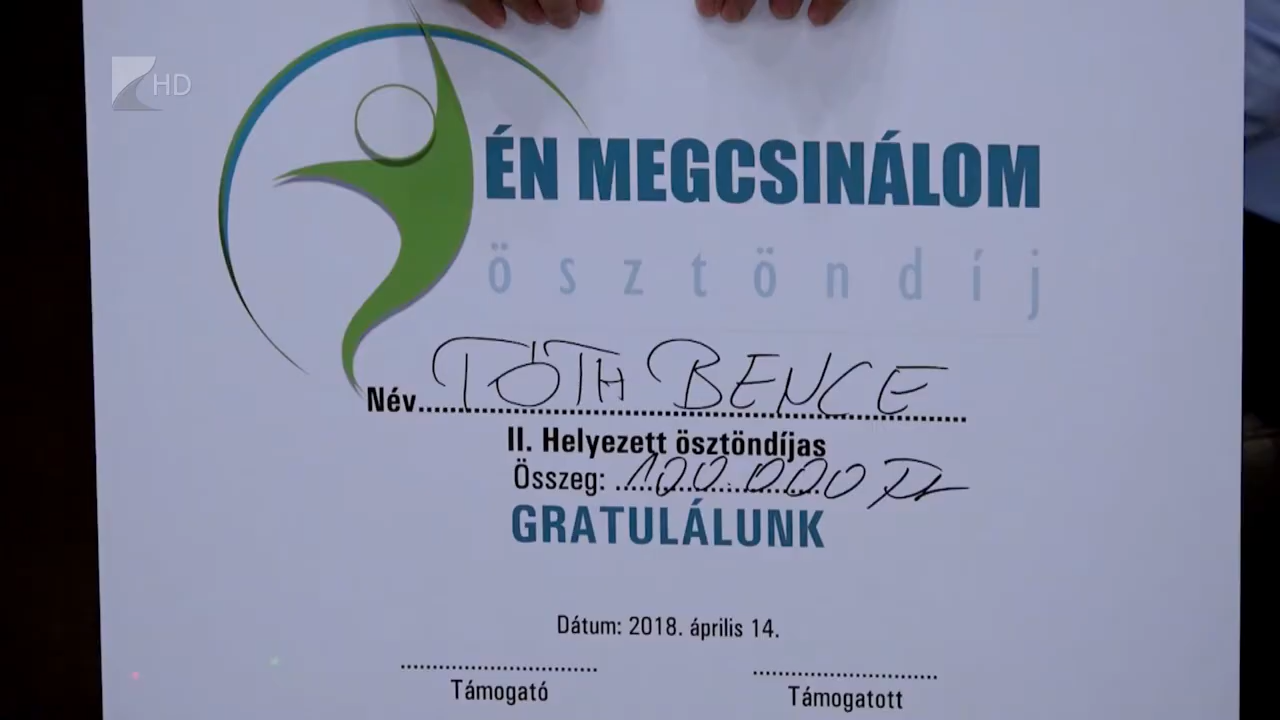 HD
ÉN MEGCSINÁLOM
ösztöndíj
Név TÓTH BENCE
II. Helyezett ösztöndíjas
Összeg: 100.000 Ft
GRATULÁLUNK
Dátum: 2018. április 14.
Támogató Támogatott